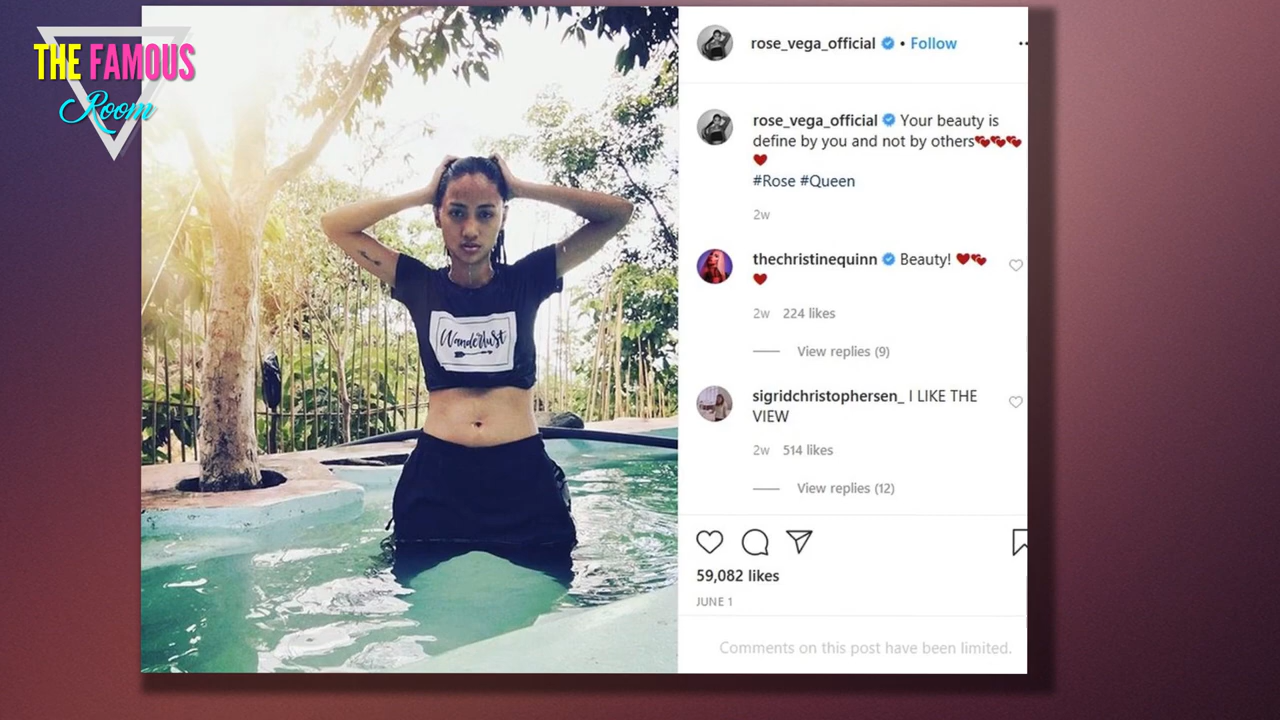 THE FAMOUS
Room
Wanderlust
rose_vega_official • Follow
rose_vega_official Your beauty is
define by you and not by others
#Rose #Queen
2w
thechristinequinn Beauty!
2w 224 likes
View replies (9)
sigridchristophersen_ I LIKE THE
VIEW
2w 514 likes
View replies (12)
59,082 likes
JUNE 1
Comments on this post have been limited.